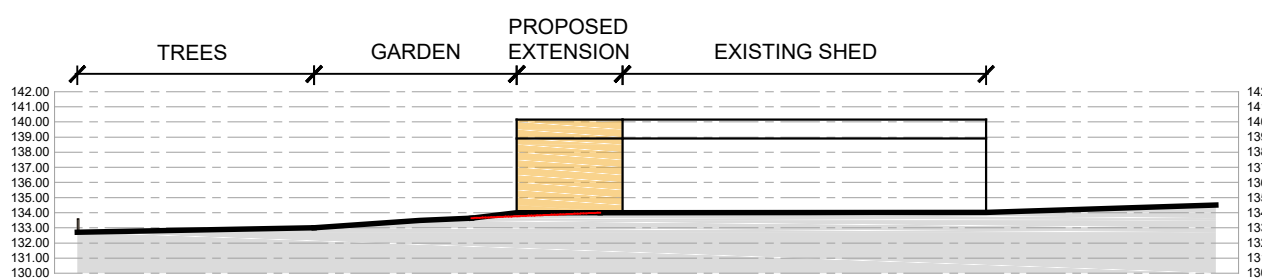 TREES
GARDEN
PROPOSED
EXTENSION
EXISTING SHED
142.00
141.00
140.00
139.00
138.00
137.00
136.00
135.00
134.00
133.00
132.00
131.00
130.00